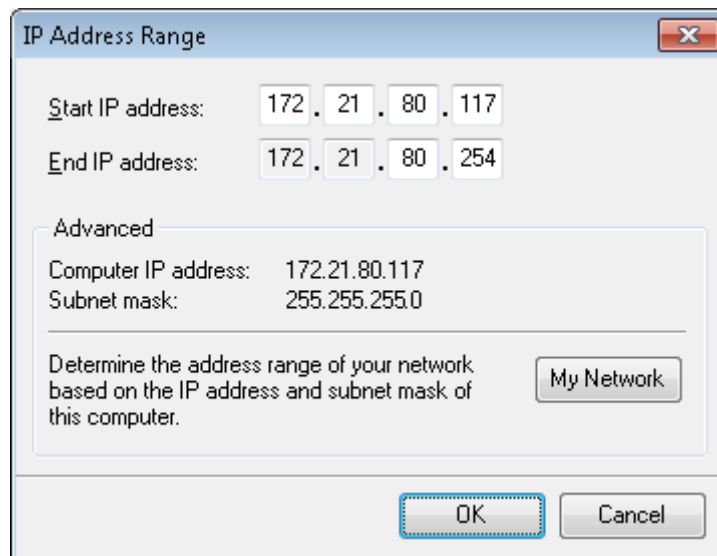 IP Address Range
Start IP address: 172 . 21 . 80 . 117
End IP address: 172 . 21 . 80 . 254
Advanced
Computer IP address: 172.21.80.117
Subnet mask: 255.255.255.0
Determine the address range of your network
based on the IP address and subnet mask of
this computer.
My Network
OK Cancel